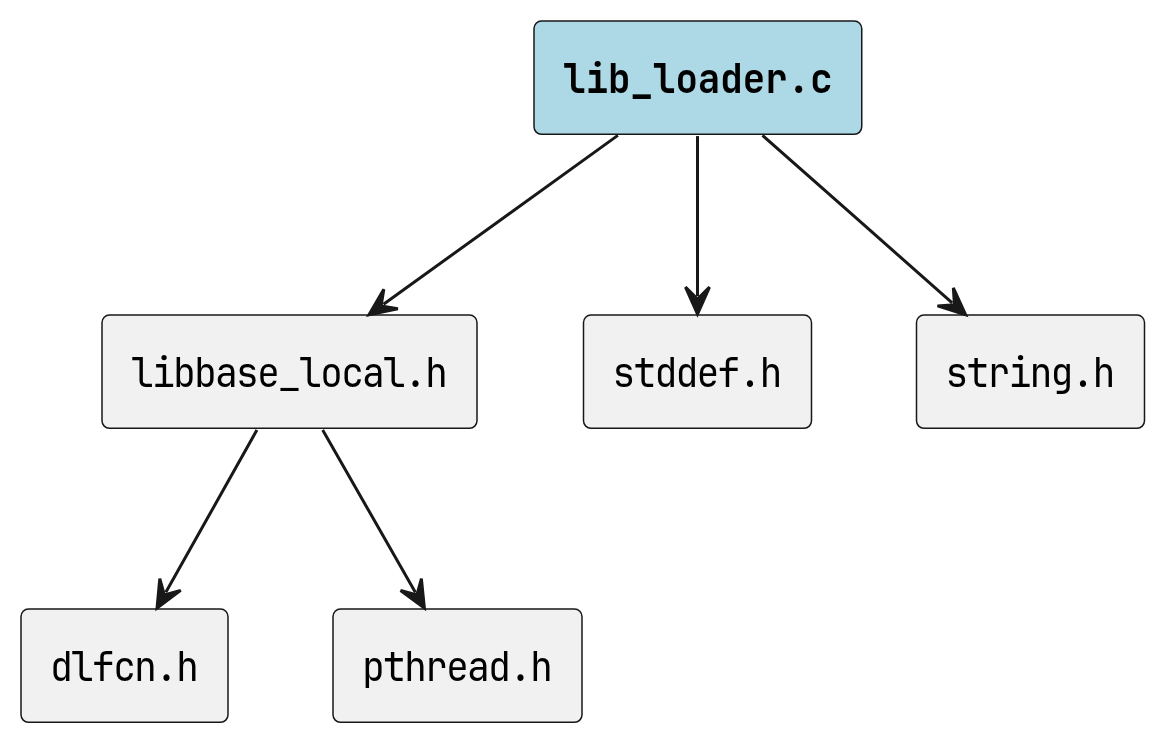 lib_loader.c
libbase_local.h
stddef.h
string.h
dlfcn.h
pthread.h